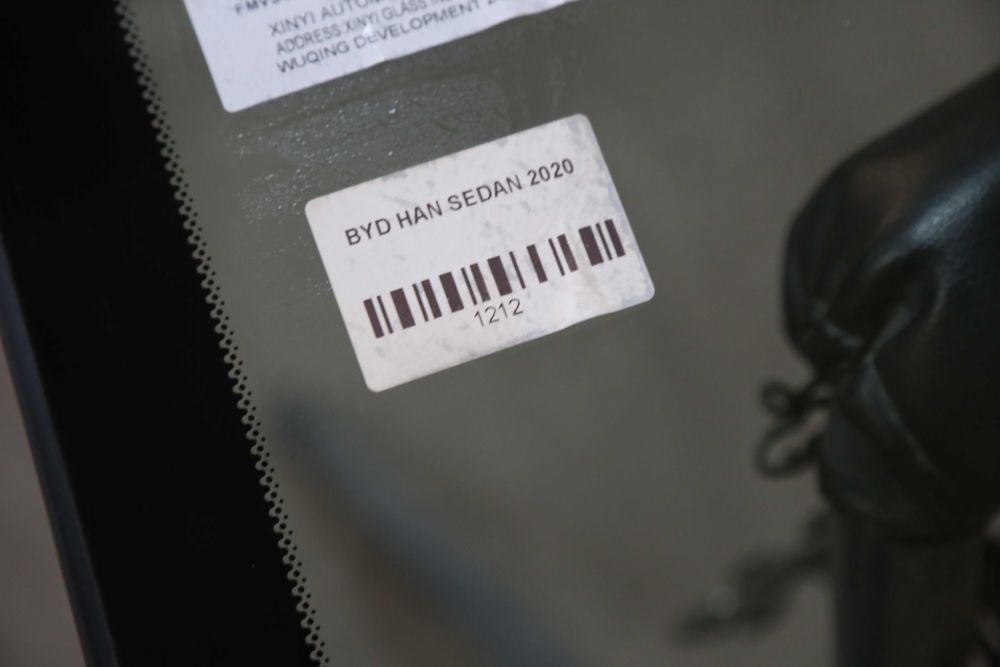 XINYI AUTOM
ADDRESS:XINYI GLASS
WUQING DEVELOPMENT
BYD HAN SEDAN 2020
1212